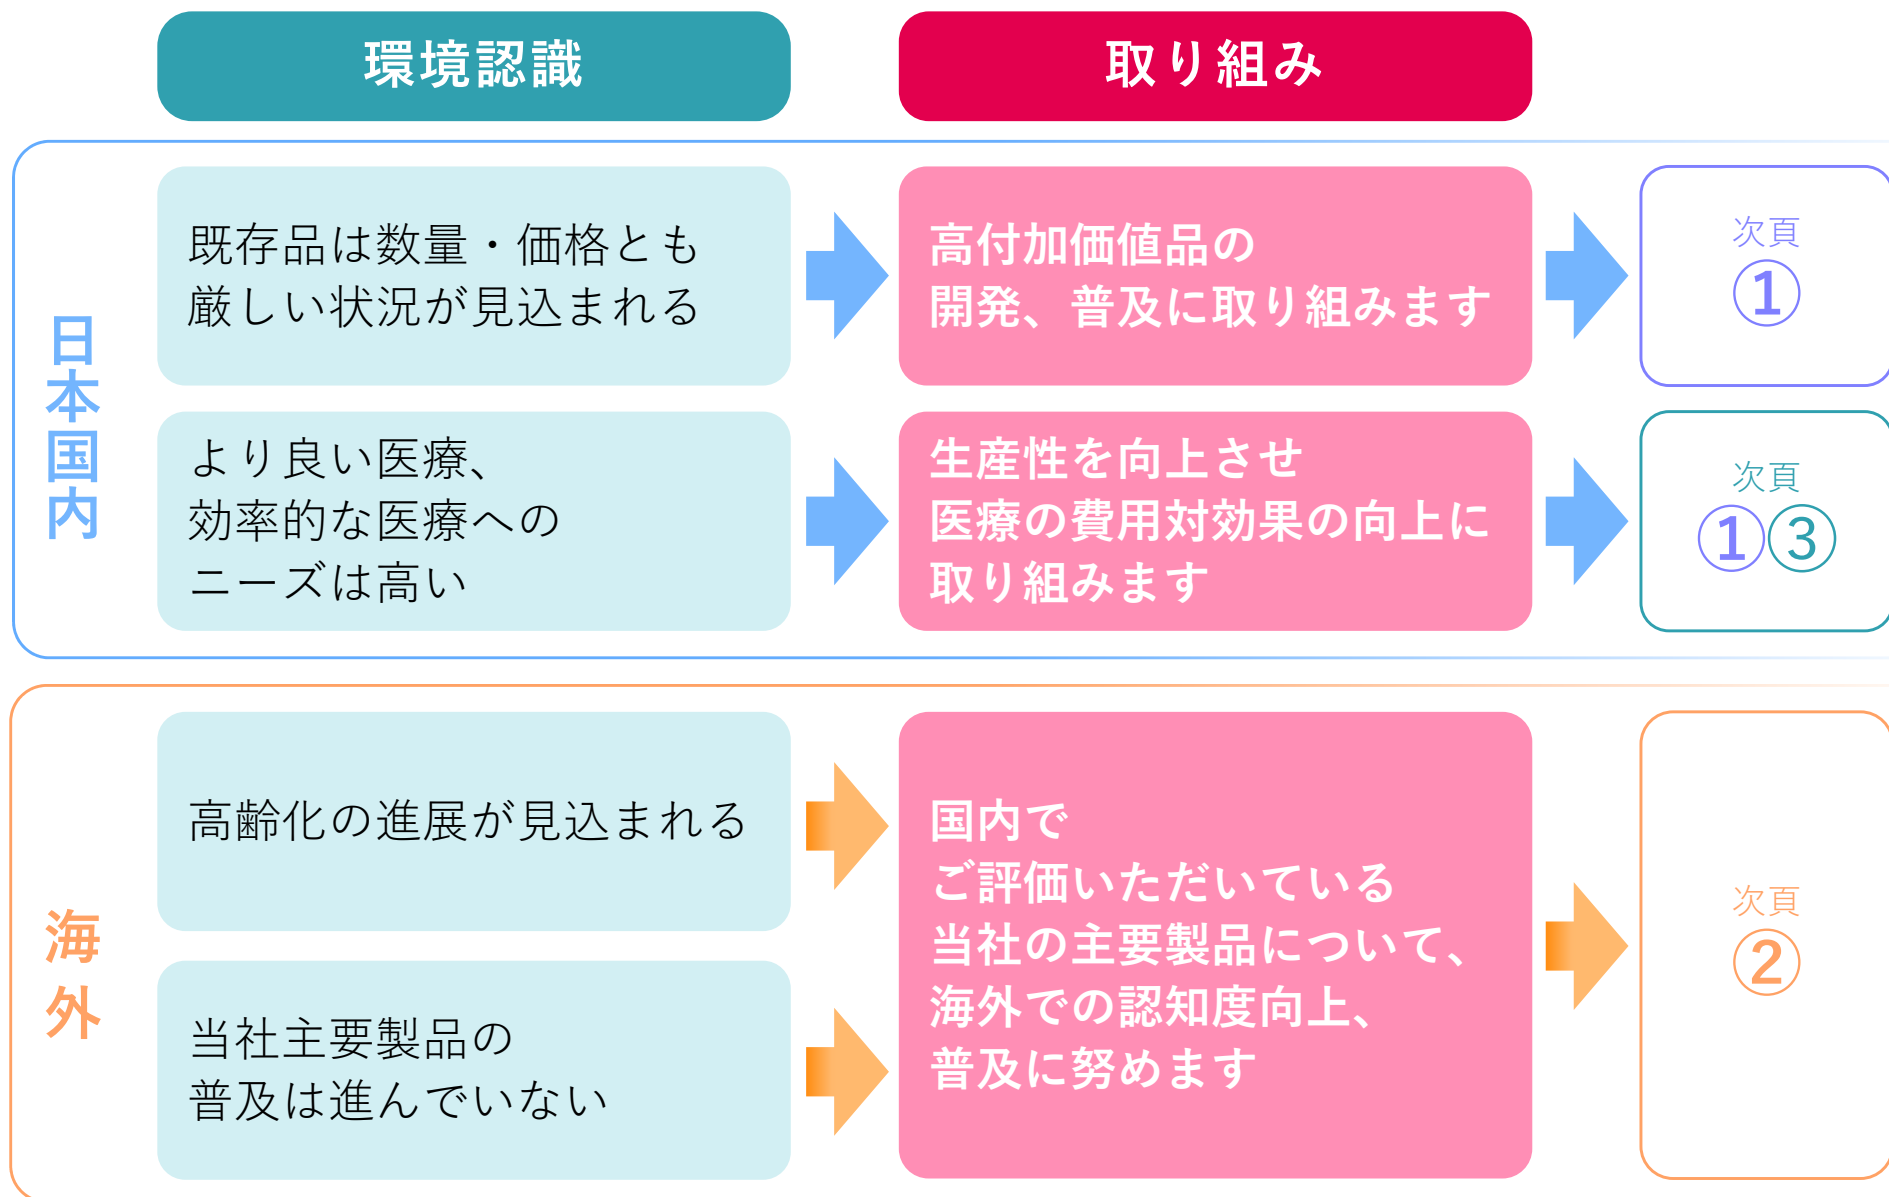 環境認識
取り組み
日本国内
既存品は数量・価格とも
厳しい状況が見込まれる
高付加価値品の
開発、普及に取り組みます
次頁
①
より良い医療、
効率的な医療への
ニーズは高い
生産性を向上させ
医療の費用対効果の向上に
取り組みます
次頁
①③
海外
高齢化の進展が見込まれる
当社主要製品の
普及は進んでいない
国内で
ご評価いただいている
当社の主要製品について、
海外での認知度向上、
普及に努めます
次頁
②